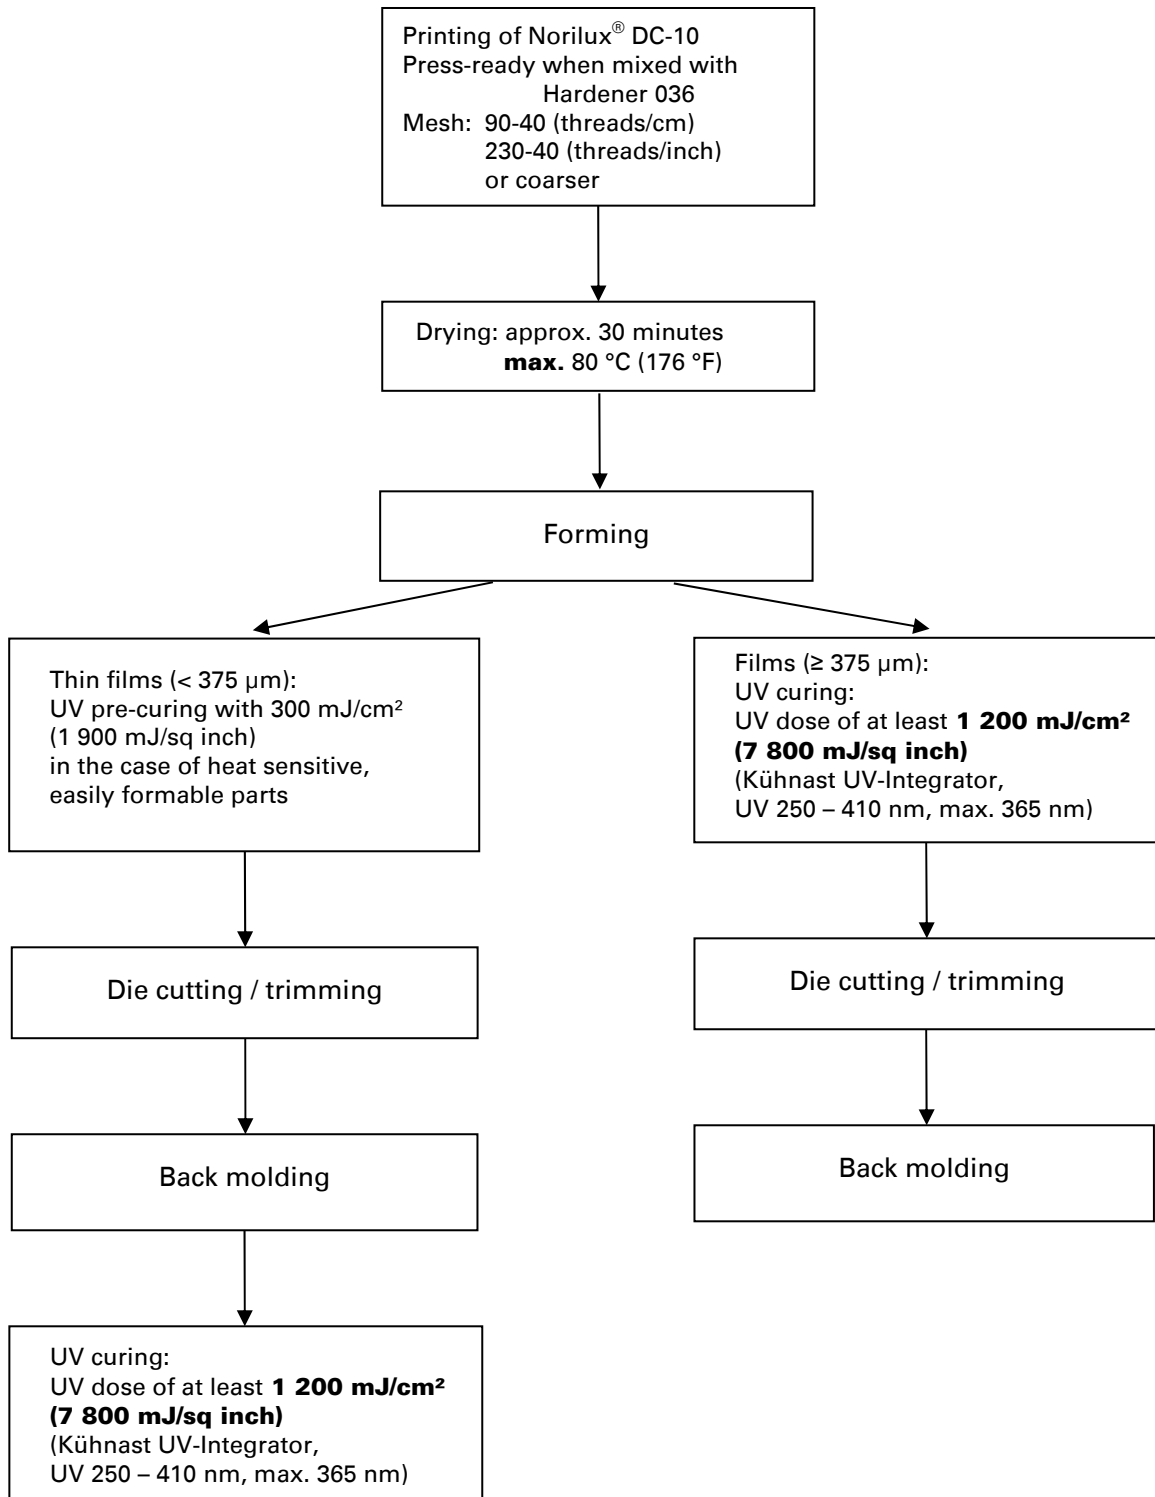 Printing of Norilux® DC-10
Press-ready when mixed with
Hardener 036
Mesh: 90-40 (threads/cm)
230-40 (threads/inch)
or coarser
Drying: approx. 30 minutes
max. 80 °C (176 °F)
Forming
Thin films (< 375 µm):
UV pre-curing with 300 mJ/cm²
(1 900 mJ/sq inch)
in the case of heat sensitive,
easily formable parts
Die cutting / trimming
Back molding
UV curing:
UV dose of at least 1 200 mJ/cm²
(7 800 mJ/sq inch)
(Kühnast UV-Integrator,
UV 250 – 410 nm, max. 365 nm)
Films (≥ 375 µm):
UV curing:
UV dose of at least 1 200 mJ/cm²
(7 800 mJ/sq inch)
(Kühnast UV-Integrator,
UV 250 – 410 nm, max. 365 nm)
Die cutting / trimming
Back molding